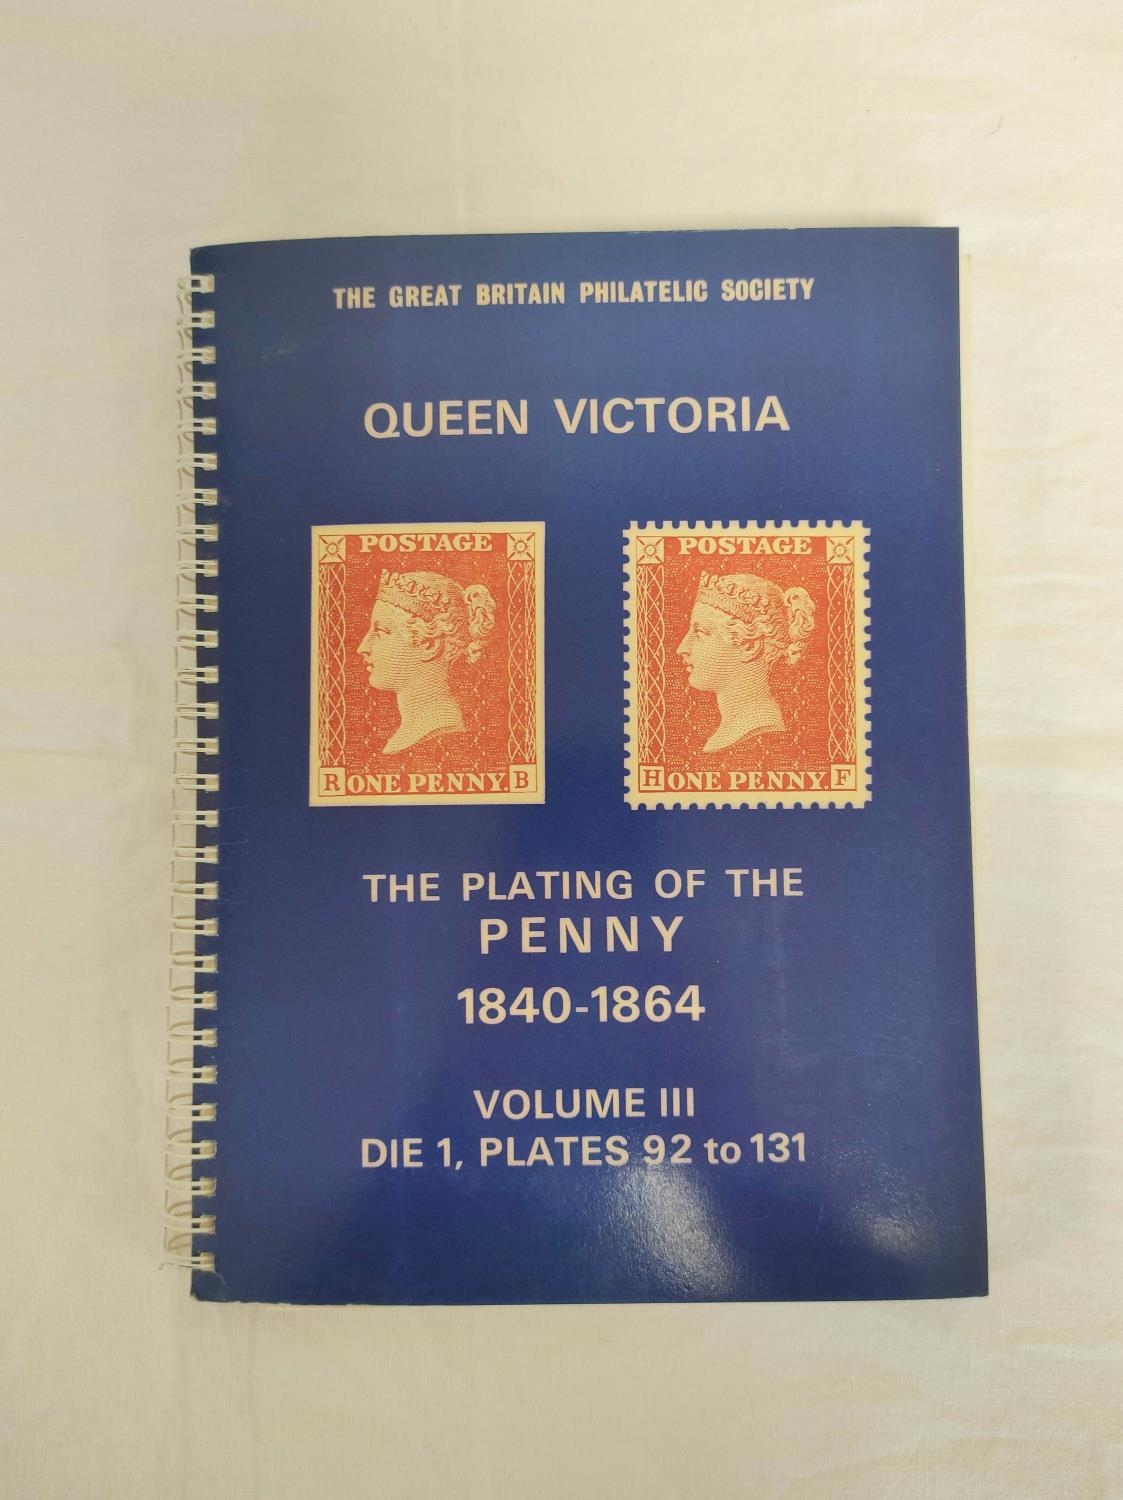 THE GREAT BRITAIN PHILATELIC SOCIETY
QUEEN VICTORIA
POSTAGE
R ONE PENNY. B
POSTAGE
H ONE PENNY. F
THE PLATING OF THE
PENNY
1840-1864
VOLUME III
DIE 1, PLATES 92 to 131